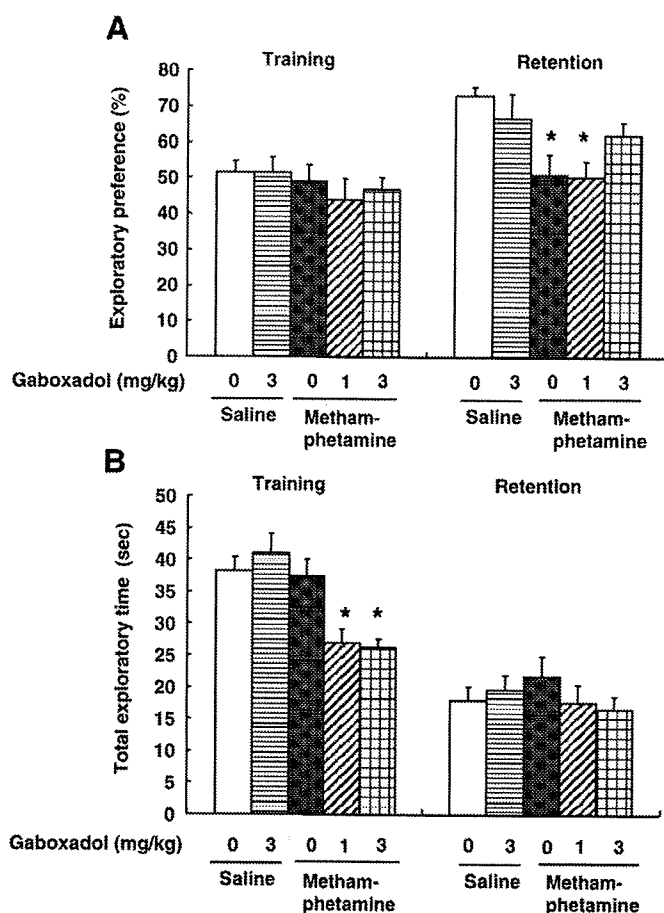 A
Training Retention
Exploratory preference (%)
80
70
60
50
40
30
20
10
0
* *
Gaboxadol (mg/kg) 0 3 0 1 3 0 3 0 1 3
Saline Metham- Saline Metham-
phetamine phetamine
B
Training Retention
Total exploratory time (sec)
50
45
40
35
30
25
20
15
10
5
0
* *
Gaboxadol (mg/kg) 0 3 0 1 3 0 3 0 1 3
Saline Metham- Saline Metham-
phetamine phetamine